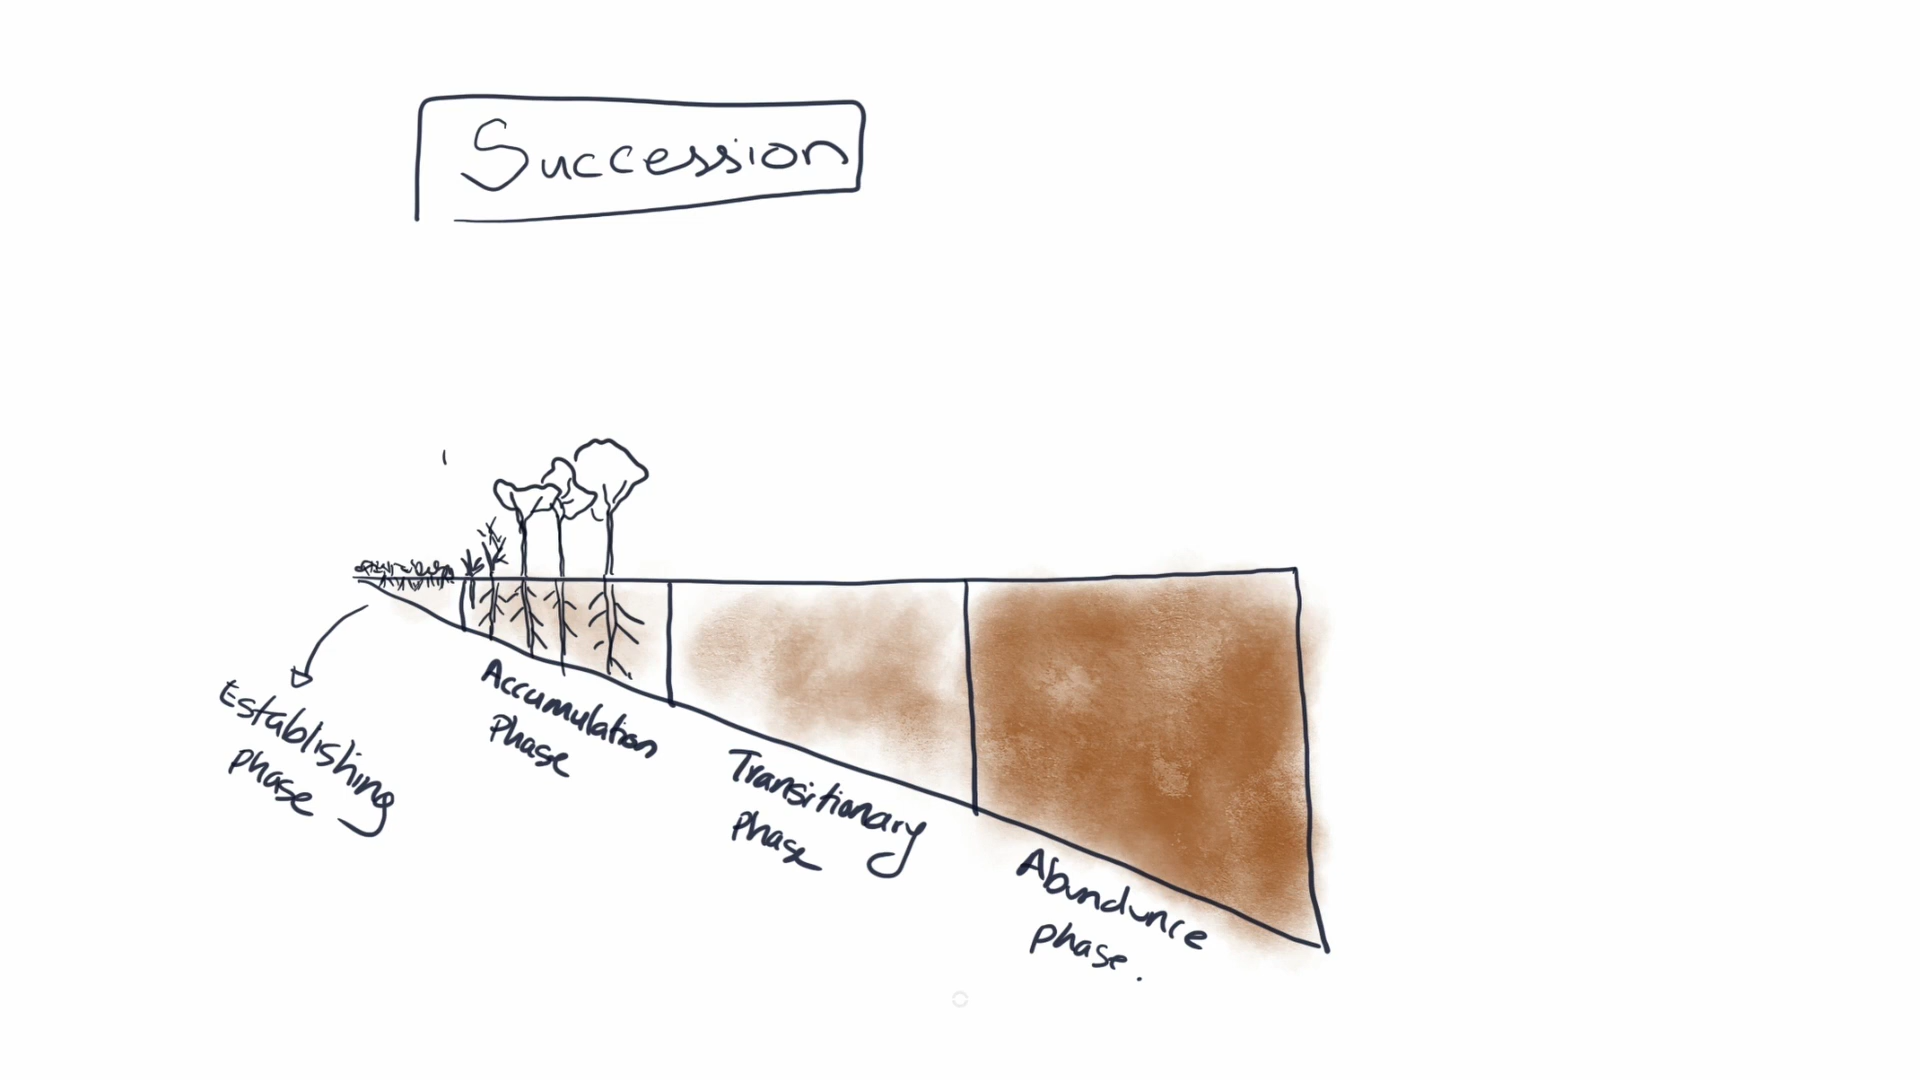 Succession
Establishing
phase
Accumulation
Phase
Transitionary
phase
Abundance
phase.